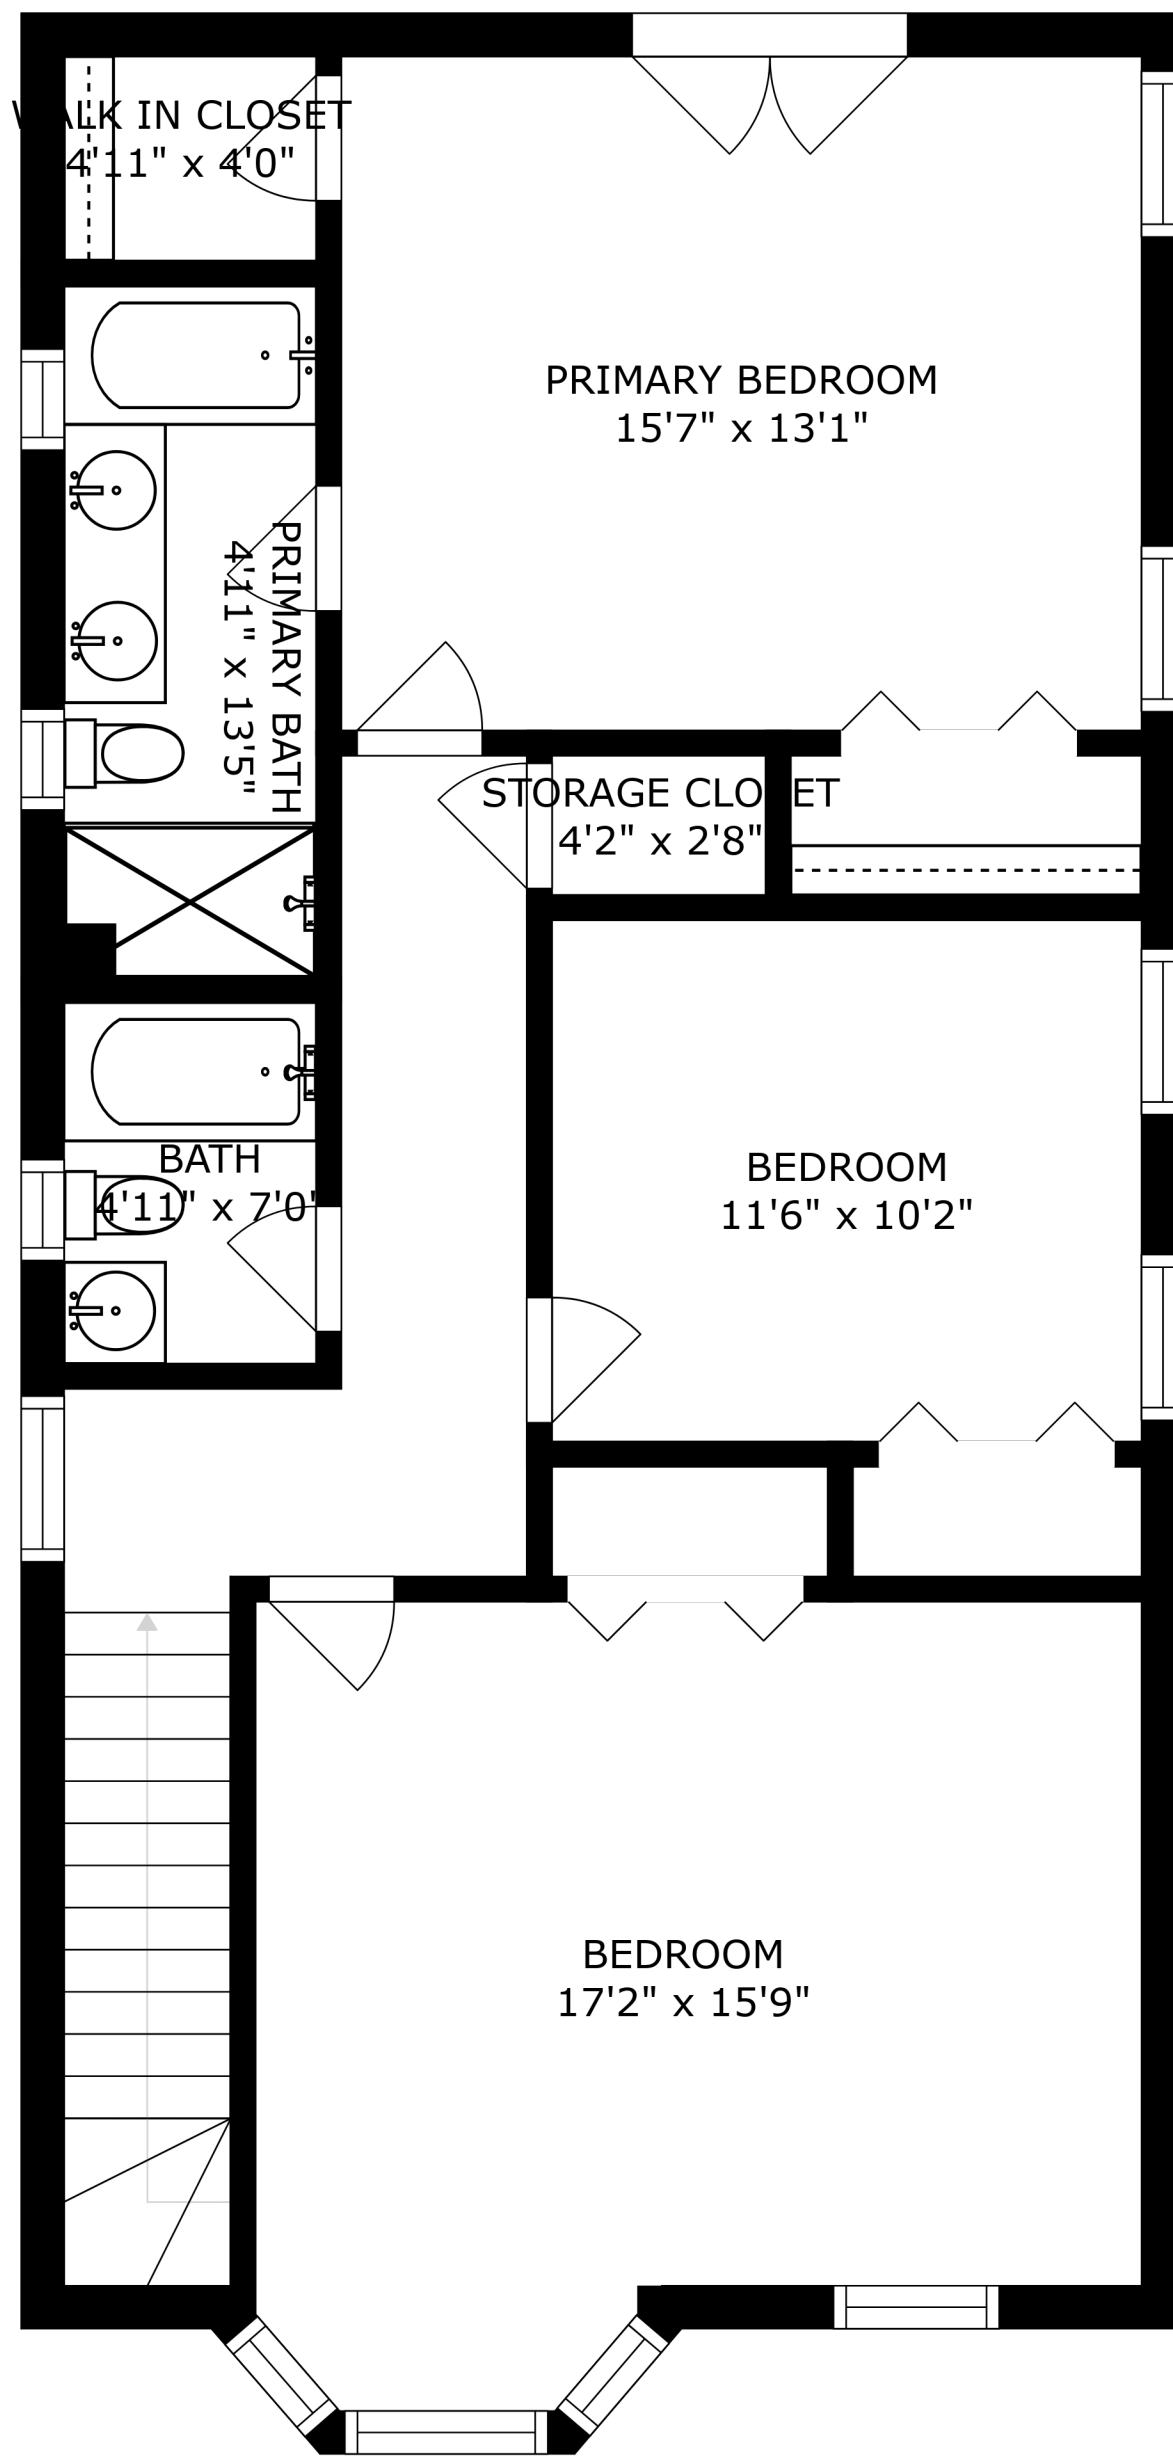 WALK IN CLOSET
4'11" x 4'0"
PRIMARY BEDROOM
15'7" x 13'1"
PRIMARY BATH
4'11" x 13'5"
STORAGE CLOSET
4'2" x 2'8"
BATH
4'11" x 7'0"
BEDROOM
11'6" x 10'2"
BEDROOM
17'2" x 15'9"